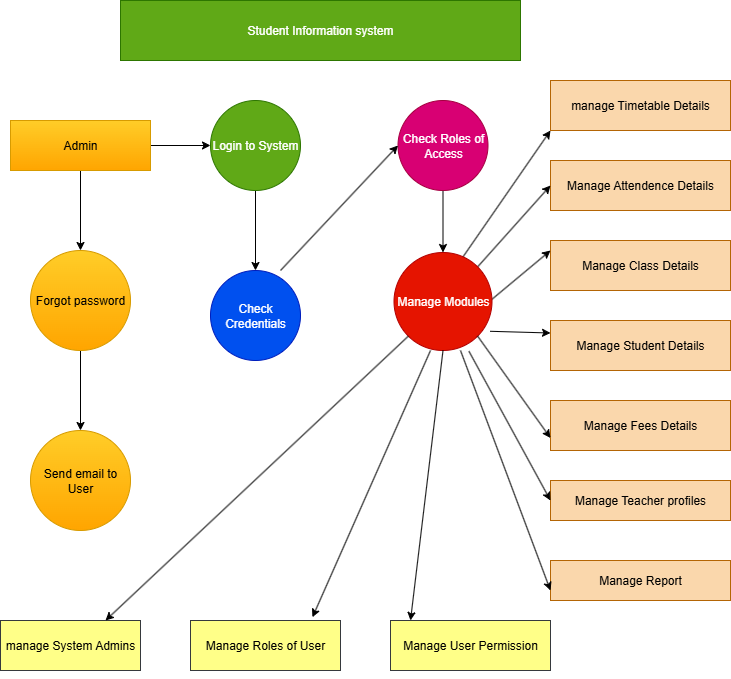 Student Information system
Admin
Login to System
Check Roles of
Access
manage Timetable Details
Manage Attendence Details
Manage Class Details
Forgot password
Check
Credentials
Manage Modules
Manage Student Details
Manage Fees Details
Send email to
User
Manage Teacher profiles
Manage Report
manage System Admins
Manage Roles of User
Manage User Permission